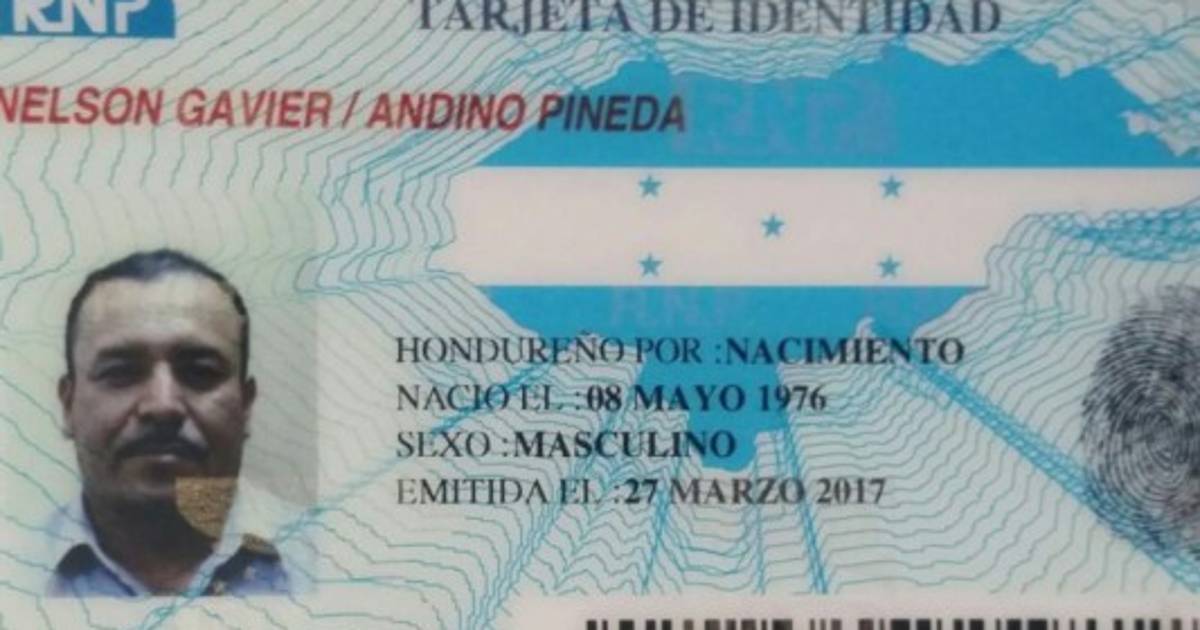 RNP
TARJETA DE IDENTIDAD
NELSON GAVIER / ANDINO PINEDA
R.N.P
HONDUREÑO POR :NACIMIENTO
NACIO EL :08 MAYO 1976
SEXO :MASCULINO
EMITIDA EL :27 MARZO 2017